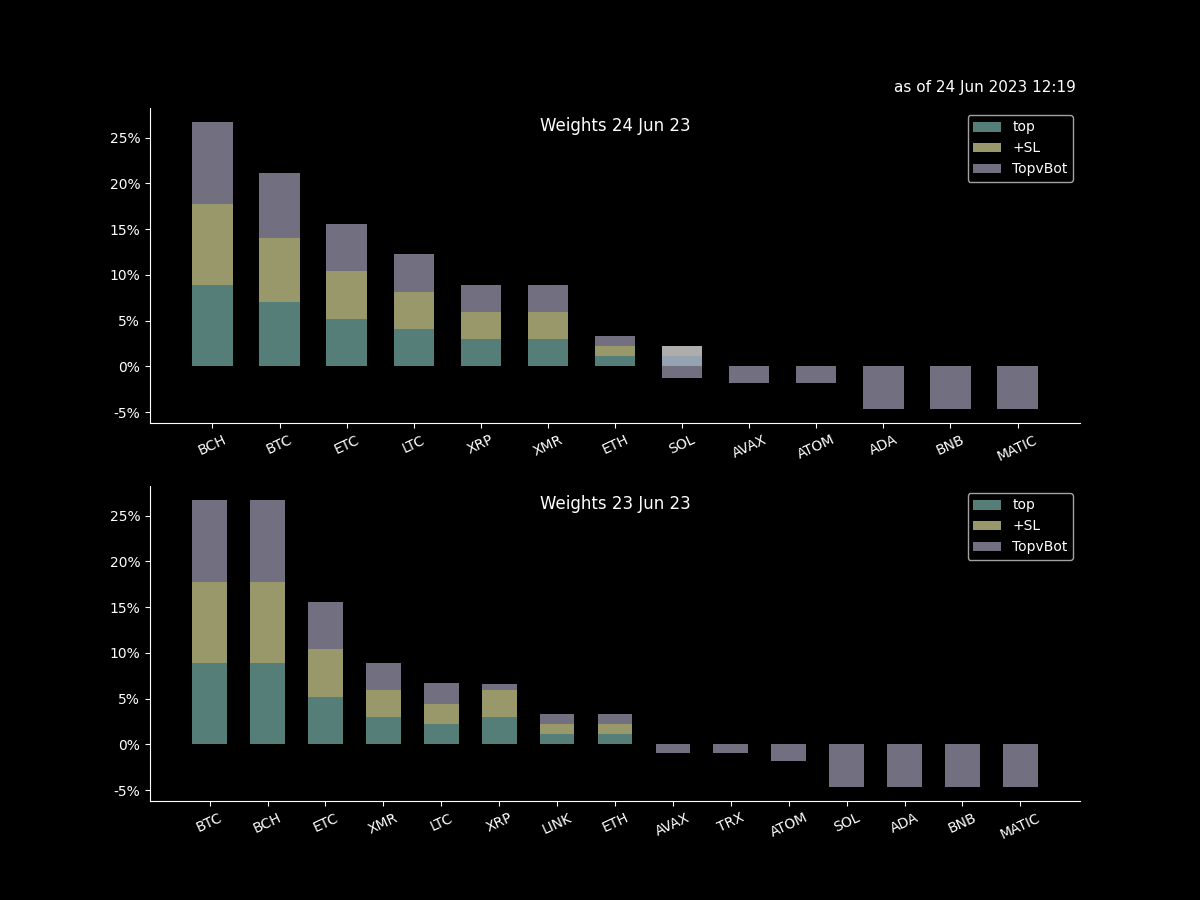 as of 24 Jun 2023 12:19
Weights 24 Jun 23
top
+SL
TopvBot
25%
20%
15%
10%
5%
0%
-5%
BCH BTC ETC LTC XRP XMR ETH SOL AVAX ATOM ADA BNB MATIC
Weights 23 Jun 23
top
+SL
TopvBot
25%
20%
15%
10%
5%
0%
-5%
BTC BCH ETC XMR LTC XRP LINK ETH AVAX TRX ATOM SOL ADA BNB MATIC